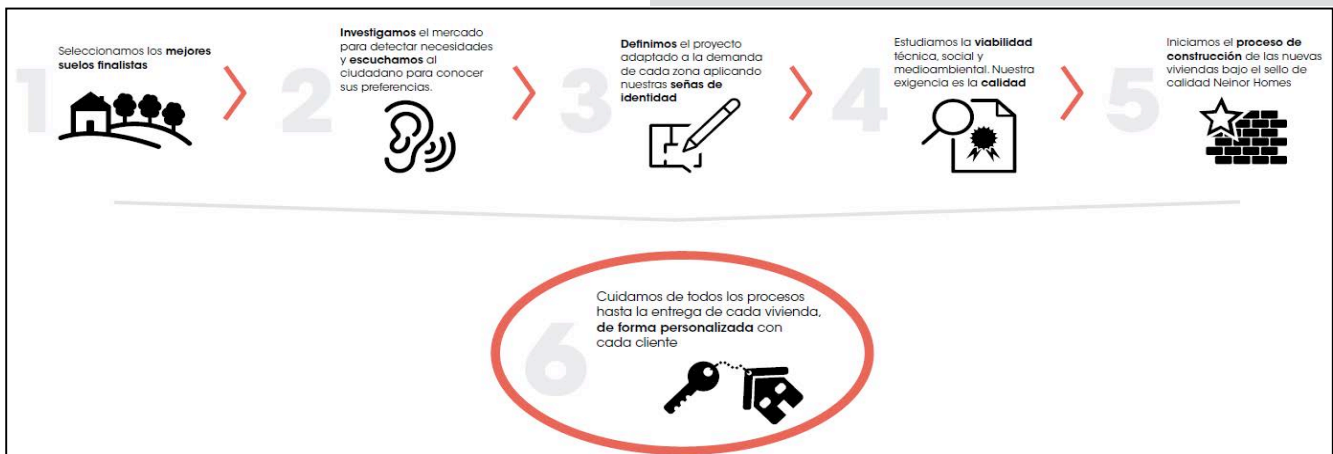 1
Seleccionamos los mejores
suelos finalistas
2
Investigamos el mercado
para detectar necesidades
y escuchamos al
ciudadano para conocer
sus preferencias.
3
Definimos el proyecto
adaptado a la demanda
de cada zona aplicando
nuestras señas de
identidad
4
Estudiamos la viabilidad
técnica, social y
medioambiental. Nuestra
exigencia es la calidad
5
Iniciamos el proceso de
construcción de las nuevas
viviendas bajo el sello de
calidad Neinor Homes
6
Cuidamos de todos los procesos
hasta la entrega de cada vivienda,
de forma personalizada con
cada cliente